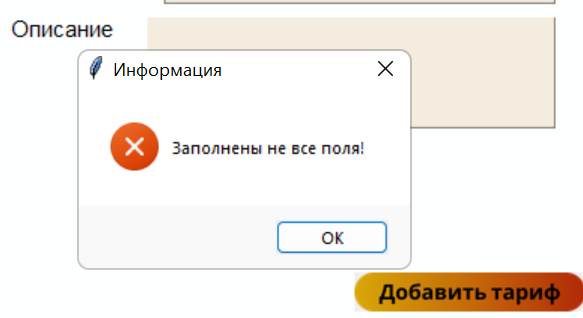 Описание
Информация
Заполнены не все поля!
OK
Добавить тариф